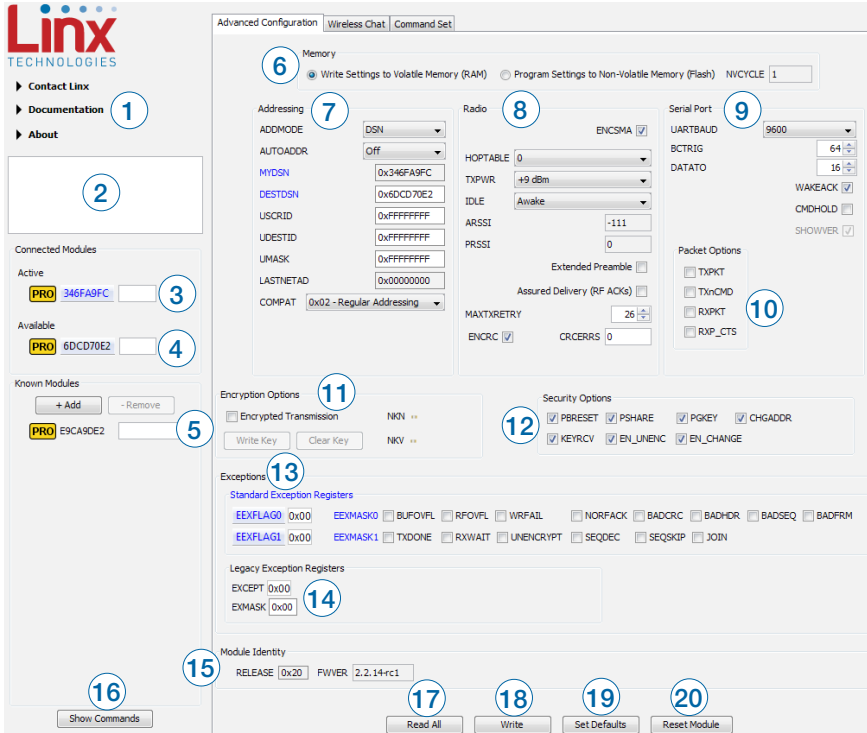 Linx
TECHNOLOGIES
Contact Linx
Documentation
About
1
2
Connected Modules
Active
PRO 346FA9FC
3
Available
PRO 6DCD70E2
4
Known Modules
+ Add - Remove
PRO E9CA9DE2
5
16
Show Commands
Advanced Configuration Wireless Chat Command Set
Memory
6
Write Settings to Volatile Memory (RAM) Program Settings to Non-Volatile Memory (Flash) NVCYCLE 1
Addressing
7
ADDMODE DSN
AUTOADDR Off
MYDSN 0x346FA9FC
DESTDSN 0x6DCD70E2
USCRID 0xFFFFFFFF
UDESTID 0xFFFFFFFF
UMASK 0xFFFFFFFF
LASTNETAD 0x00000000
COMPAT 0x02 - Regular Addressing
Radio
8
ENCSMA
HOPTABLE 0
TXPWR +9 dBm
IDLE Awake
ARSSI -111
PRSSI 0
Extended Preamble
Assured Delivery (RF ACKs)
MAXTXRETRY 26
ENCRC CRCERRS 0
Serial Port
9
UARTBAUD 9600
BCTRIG 64
DATATO 16
WAKEACK
CMDHOLD
SHOWVER
Packet Options
TXPKT
TXnCMD
RXPKT
RXP_CTS
10
Encryption Options
11
Encrypted Transmission NKN
Write Key Clear Key NKV
Security Options
12
PBRESET PSHARE PGKEY CHGADDR
KEYRCV EN_UNENC EN_CHANGE
Exceptions
13
Standard Exception Registers
EEXFLAG0 0x00 EEXMASK0 BUFOVFL RFOVFL WRFAIL NORFACK BADCRC BADHDR BADSEQ BADFRM
EEXFLAG1 0x00 EEXMASK1 TXDONE RXWAIT UNENCRYPT SEQDEC SEQSKIP JOIN
Legacy Exception Registers
EXCEPT 0x00
EXMASK 0x00
14
Module Identity
15
RELEASE 0x20 FWVER 2.2.14-rc1
17 18 19 20
Read All Write Set Defaults Reset Module